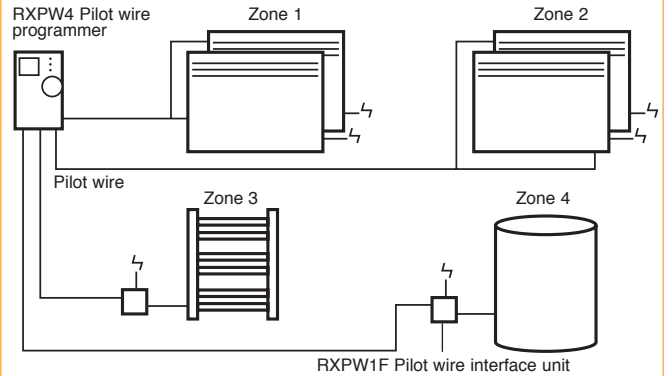 RXPW4 Pilot wire
programmer
Zone 1
Zone 2
Pilot wire
Zone 3
Zone 4
RXPW1F Pilot wire interface unit